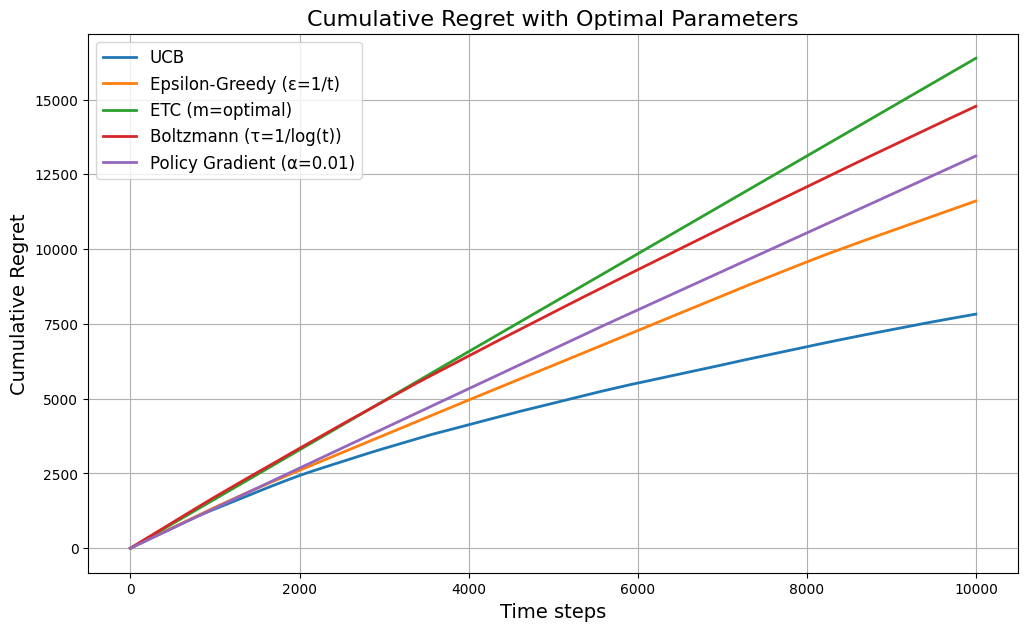 Cumulative Regret with Optimal Parameters
UCB
Epsilon-Greedy (ε=1/t)
ETC (m=optimal)
Boltzmann (τ=1/log(t))
Policy Gradient (α=0.01)
Cumulative Regret
15000
12500
10000
7500
5000
2500
0
0 2000 4000 6000 8000 10000
Time steps